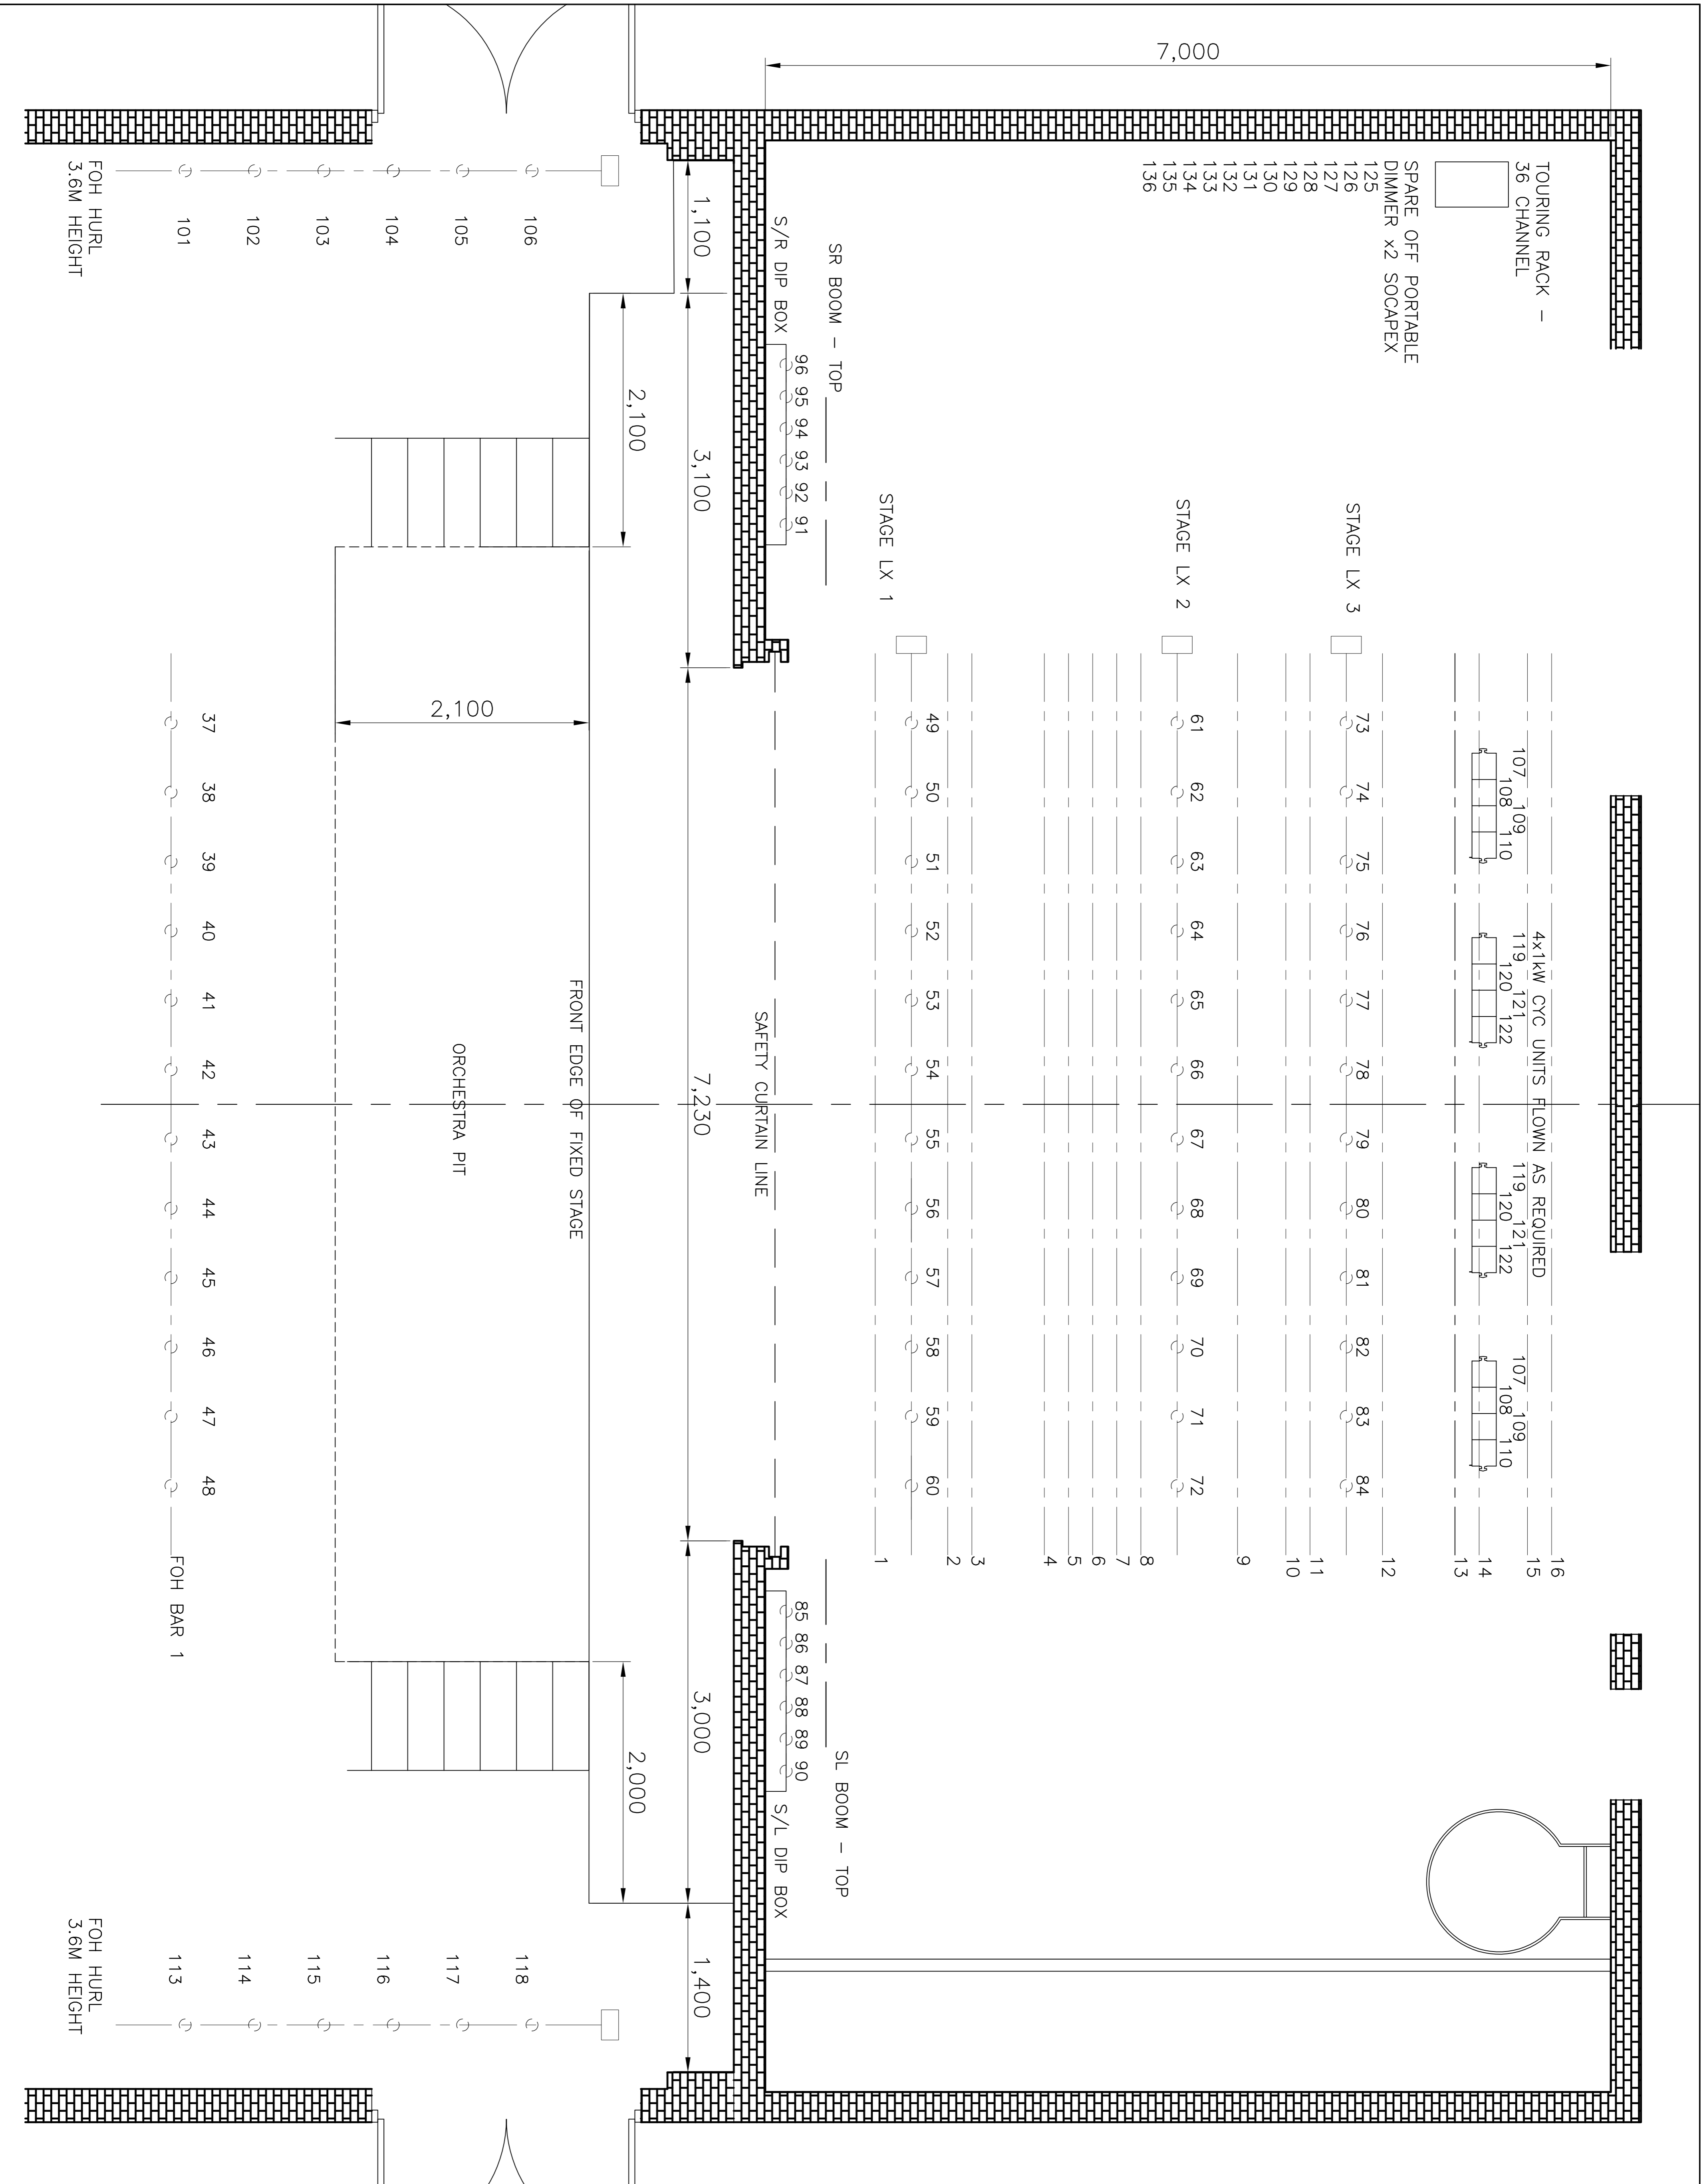 7,000
TOURING RACK –
36 CHANNEL
SPARE OFF PORTABLE
DIMMER x2 SOCAPEX
125
126
127
128
129
130
131
132
133
134
135
136
4x1kW CYC UNITS FLOWN AS REQUIRED
107 108 109 110
119 120 121 122
119 120 121 122
107 108 109 110
16
15
14
13
STAGE LX 3
73 74 75 76 77 78 79 80 81 82 83 84
12
11
10
9
STAGE LX 2
61 62 63 64 65 66 67 68 69 70 71 72
8
7
6
5
4
3
2
STAGE LX 1
49 50 51 52 53 54 55 56 57 58 59 60
1
SR BOOM – TOP
SL BOOM – TOP
S/R DIP BOX
96 95 94 93 92 91
85 86 87 88 89 90
S/L DIP BOX
SAFETY CURTAIN LINE
1,100
3,100
7,230
3,000
1,400
2,100
2,000
FRONT EDGE OF FIXED STAGE
2,100
ORCHESTRA PIT
106
105
104
103
102
101
118
117
116
115
114
113
37 38 39 40 41 42 43 44 45 46 47 48
FOH BAR 1
FOH HURL
3.6M HEIGHT
FOH HURL
3.6M HEIGHT